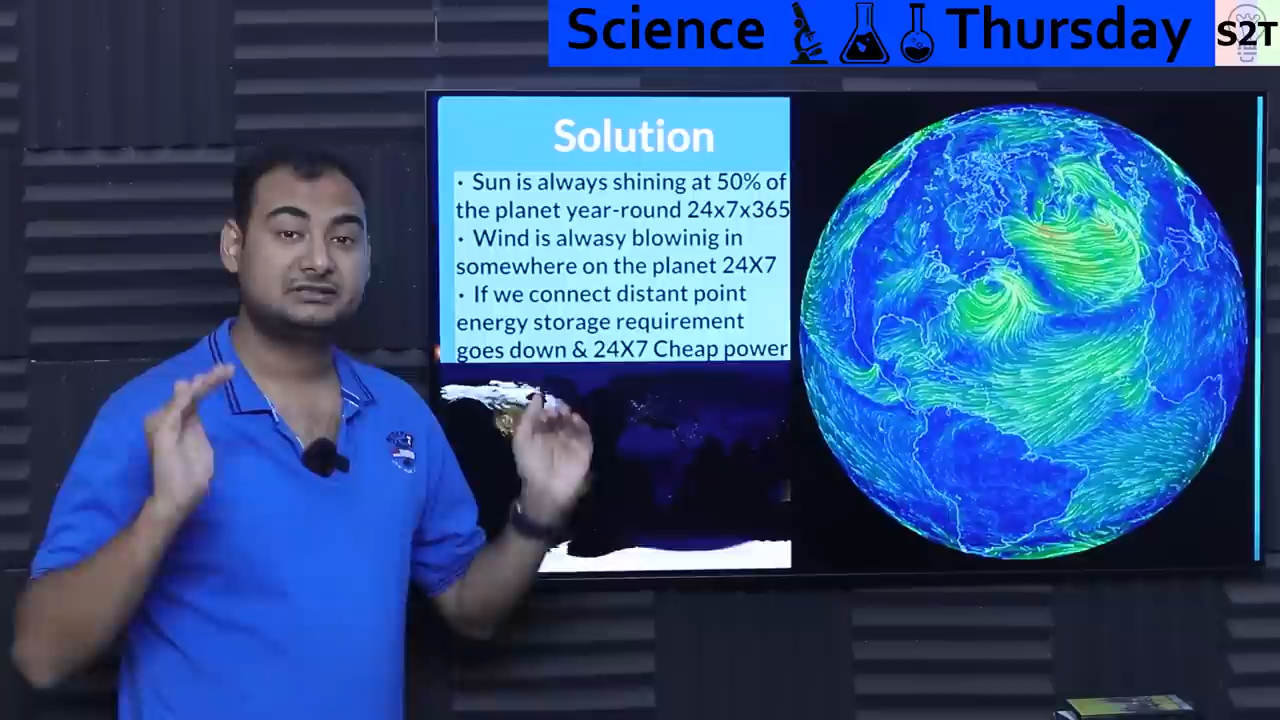 Science Thursday
S2T
Solution
· Sun is always shining at 50% of
the planet year-round 24x7x365
· Wind is alwasy blowinig in
somewhere on the planet 24X7
· If we connect distant point
energy storage requirement
goes down & 24X7 Cheap power